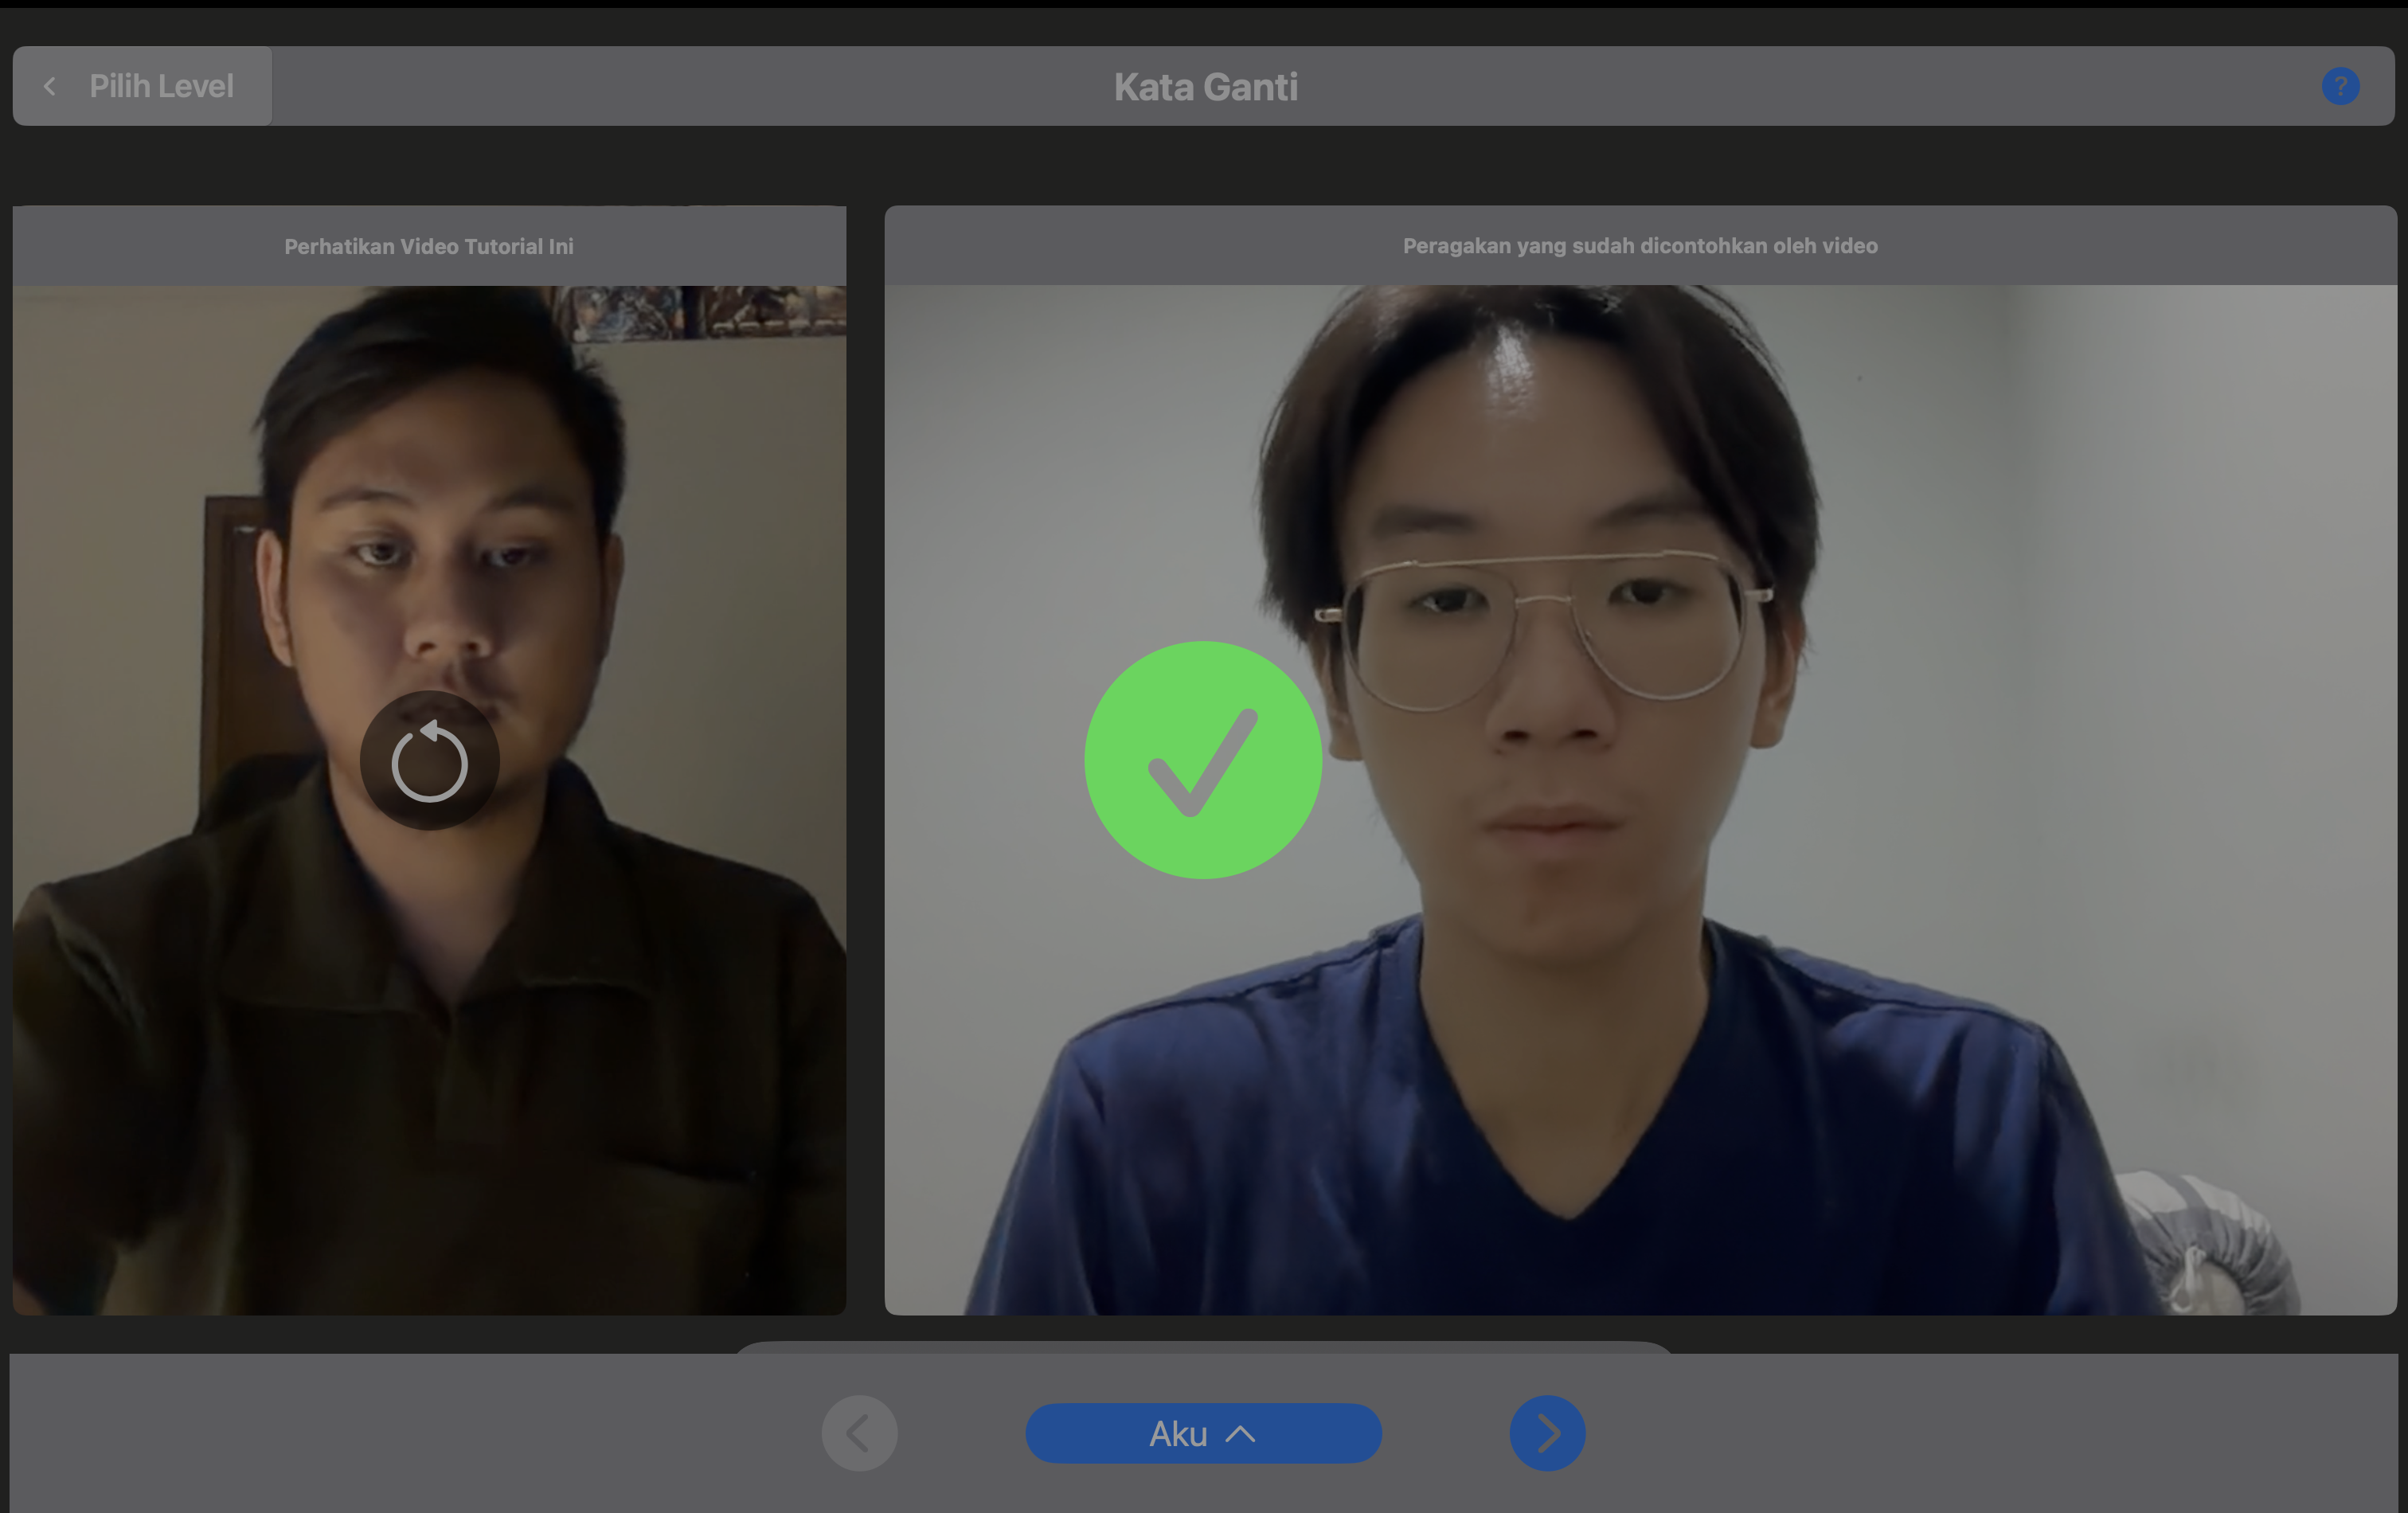 Pilih Level
Kata Ganti
?
Perhatikan Video Tutorial Ini
Peragakan yang sudah dicontohkan oleh video
Aku